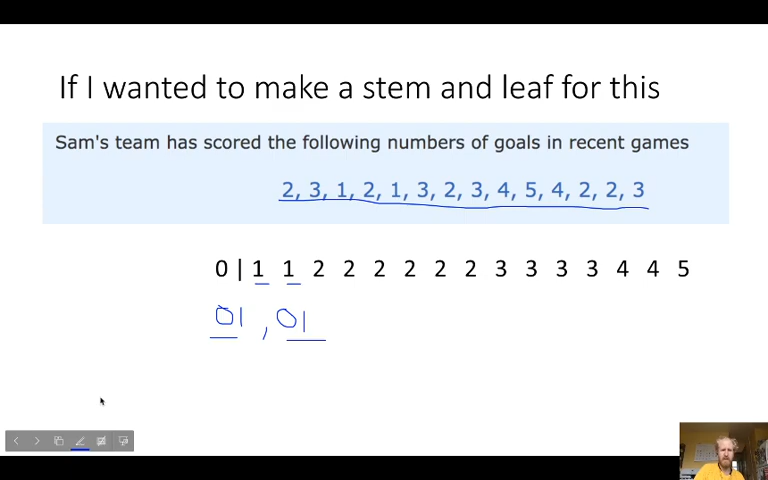 If I wanted to make a stem and leaf for this
Sam's team has scored the following numbers of goals in recent games
2, 3, 1, 2, 1, 3, 2, 3, 4, 5, 4, 2, 2, 3
0 | 1 1 2 2 2 2 2 2 3 3 3 3 4 4 5
01 , 01